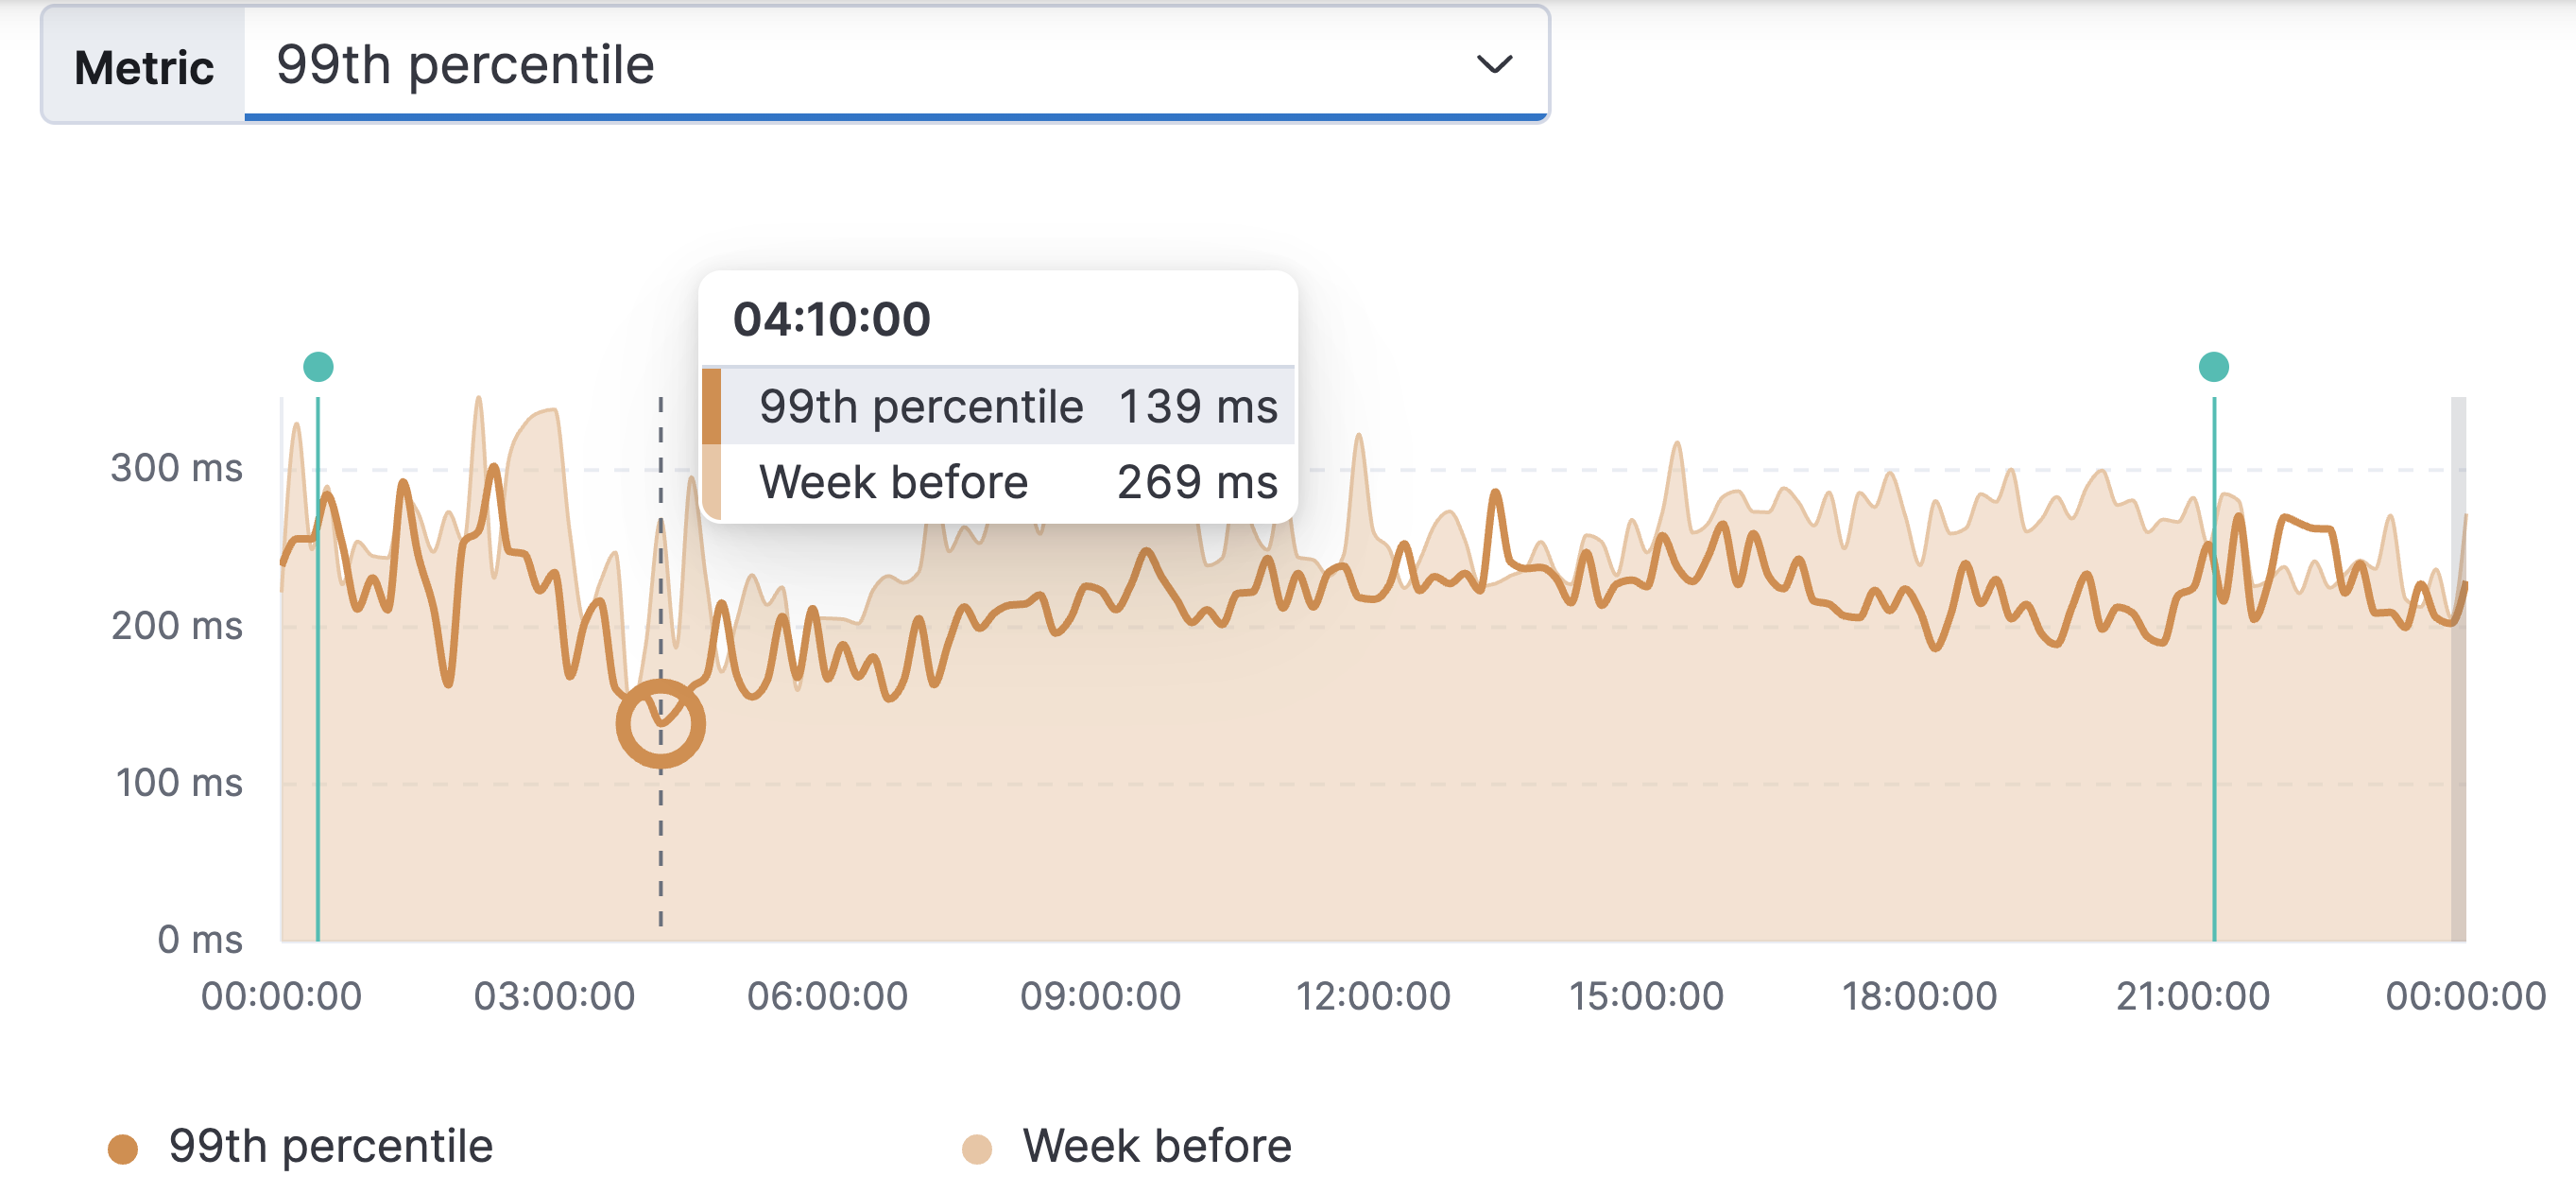 Metric 99th percentile
04:10:00
99th percentile 139 ms
Week before 269 ms
300 ms
200 ms
100 ms
0 ms
00:00:00 03:00:00 06:00:00 09:00:00 12:00:00 15:00:00 18:00:00 21:00:00 00:00:00
99th percentile Week before